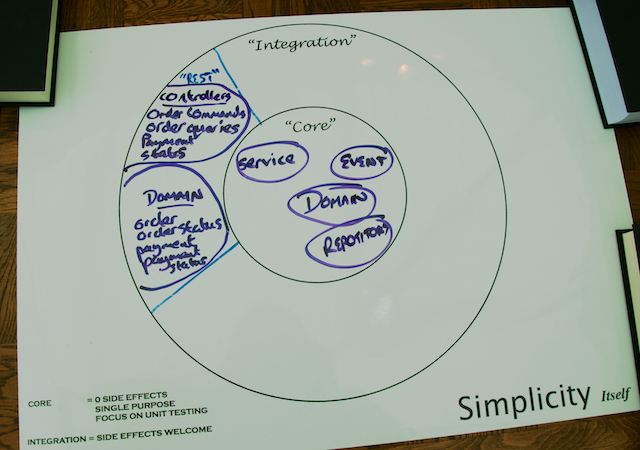 "Integration"
"REST"
controllers
order commands
order queries
Payment
states
DOMAIN
order
order status
payment
payment
status
"Core"
service
EVENT
DOMAIN
REPOSITORY
CORE = 0 SIDE EFFECTS
SINGLE PURPOSE
FOCUS ON UNIT TESTING
INTEGRATION = SIDE EFFECTS WELCOME
Simplicity Itself